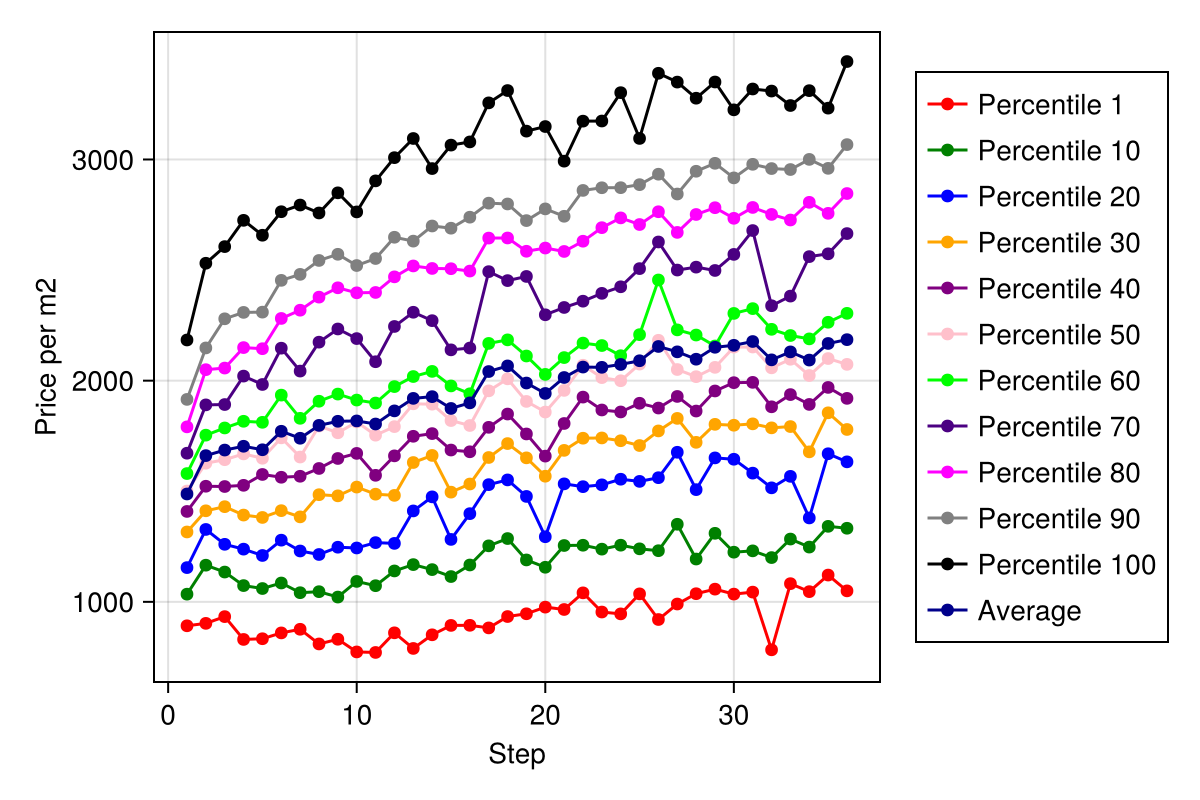 Price per m2
3000
2000
1000
0 10 20 30
Step
Percentile 1
Percentile 10
Percentile 20
Percentile 30
Percentile 40
Percentile 50
Percentile 60
Percentile 70
Percentile 80
Percentile 90
Percentile 100
Average